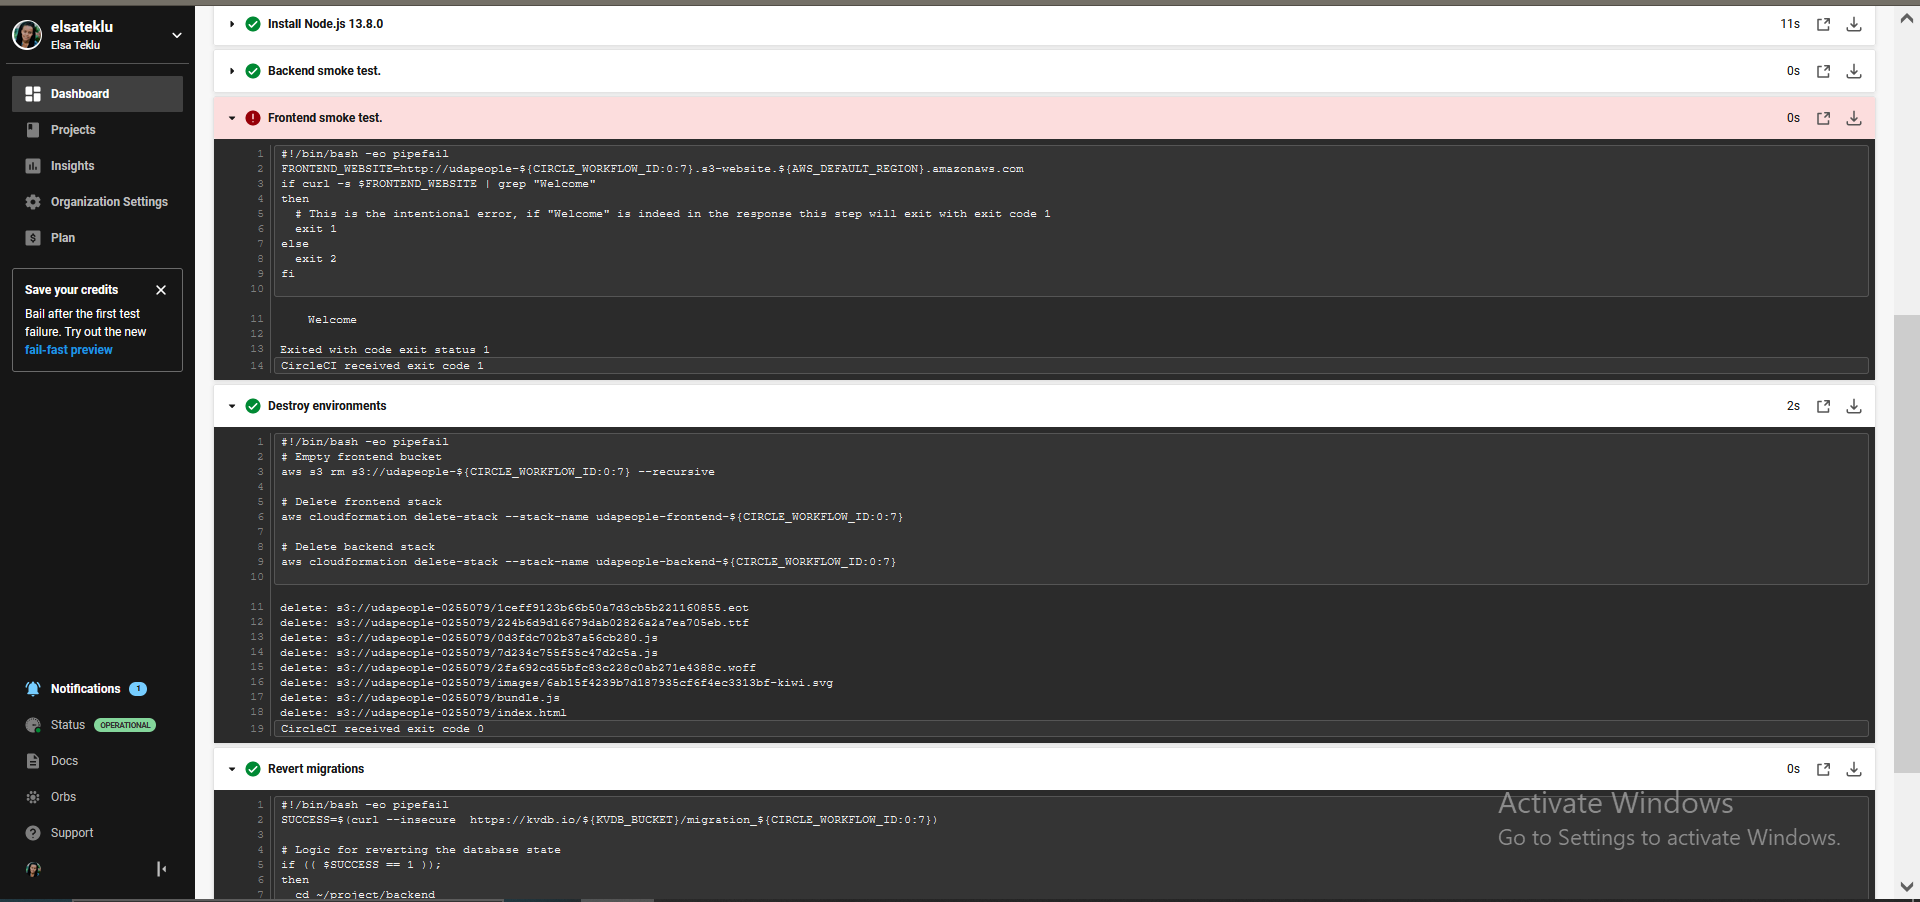 elsateklu
Elsa Teklu
Dashboard
Projects
Insights
Organization Settings
Plan
Save your credits
Bail after the first test
failure. Try out the new
fail-fast preview
Notifications 1
Status OPERATIONAL
Docs
Orbs
Support
Install Node.js 13.8.0 11s
Backend smoke test. 0s
Frontend smoke test. 0s
1 #!/bin/bash -eo pipefail
2 FRONTEND_WEBSITE=http://udapeople-${CIRCLE_WORKFLOW_ID:0:7}.s3-website.${AWS_DEFAULT_REGION}.amazonaws.com
3 if curl -s $FRONTEND_WEBSITE | grep "Welcome"
4 then
5 # This is the intentional error, if "Welcome" is indeed in the response this step will exit with exit code 1
6 exit 1
7 else
8 exit 2
9 fi
10
11 Welcome
12
13 Exited with code exit status 1
14 CircleCI received exit code 1
Destroy environments 2s
1 #!/bin/bash -eo pipefail
2 # Empty frontend bucket
3 aws s3 rm s3://udapeople-${CIRCLE_WORKFLOW_ID:0:7} --recursive
4
5 # Delete frontend stack
6 aws cloudformation delete-stack --stack-name udapeople-frontend-${CIRCLE_WORKFLOW_ID:0:7}
7
8 # Delete backend stack
9 aws cloudformation delete-stack --stack-name udapeople-backend-${CIRCLE_WORKFLOW_ID:0:7}
10
11 delete: s3://udapeople-0255079/1ceff9123b66b50a7d3cb5b221160855.eot
12 delete: s3://udapeople-0255079/224b6d9d16679dab02826a2a7ea705eb.ttf
13 delete: s3://udapeople-0255079/0d3fdc702b37a56cb280.js
14 delete: s3://udapeople-0255079/7d234c755f55c47d2c5a.js
15 delete: s3://udapeople-0255079/2fa692cd55bfc83c228c0ab271e4388c.woff
16 delete: s3://udapeople-0255079/images/6ab15f4239b7d187935cf6f4ec3313bf-kiwi.svg
17 delete: s3://udapeople-0255079/bundle.js
18 delete: s3://udapeople-0255079/index.html
19 CircleCI received exit code 0
Revert migrations 0s
1 #!/bin/bash -eo pipefail
2 SUCCESS=$(curl --insecure  https://kvdb.io/${KVDB_BUCKET}/migration_${CIRCLE_WORKFLOW_ID:0:7})
3
4 # Logic for reverting the database state
5 if (( $SUCCESS == 1 ));
6 then
7 cd ~/project/backend
Activate Windows
Go to Settings to activate Windows.